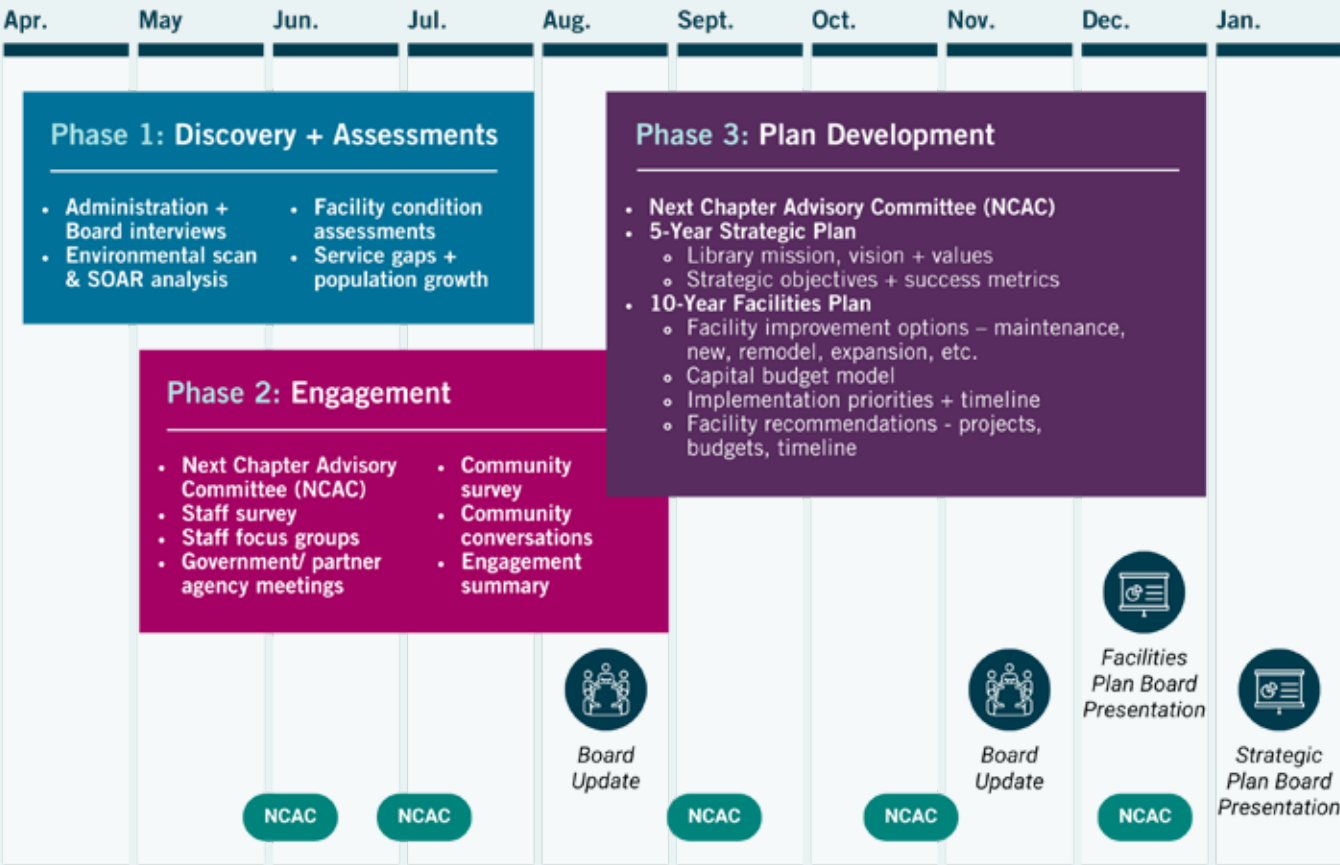 Apr. May Jun. Jul. Aug. Sept. Oct. Nov. Dec. Jan.
Phase 1: Discovery + Assessments
• Administration +
Board interviews
• Environmental scan
& SOAR analysis
• Facility condition
assessments
• Service gaps +
population growth
Phase 2: Engagement
• Next Chapter Advisory
Committee (NCAC)
• Staff survey
• Staff focus groups
• Government/ partner
agency meetings
• Community
survey
• Community
conversations
• Engagement
summary
Phase 3: Plan Development
• Next Chapter Advisory Committee (NCAC)
• 5-Year Strategic Plan
∘ Library mission, vision + values
∘ Strategic objectives + success metrics
• 10-Year Facilities Plan
∘ Facility improvement options – maintenance,
new, remodel, expansion, etc.
∘ Capital budget model
∘ Implementation priorities + timeline
∘ Facility recommendations - projects,
budgets, timeline
Board
Update
Board
Update
Facilities
Plan Board
Presentation
Strategic
Plan Board
Presentation
NCAC
NCAC
NCAC
NCAC
NCAC